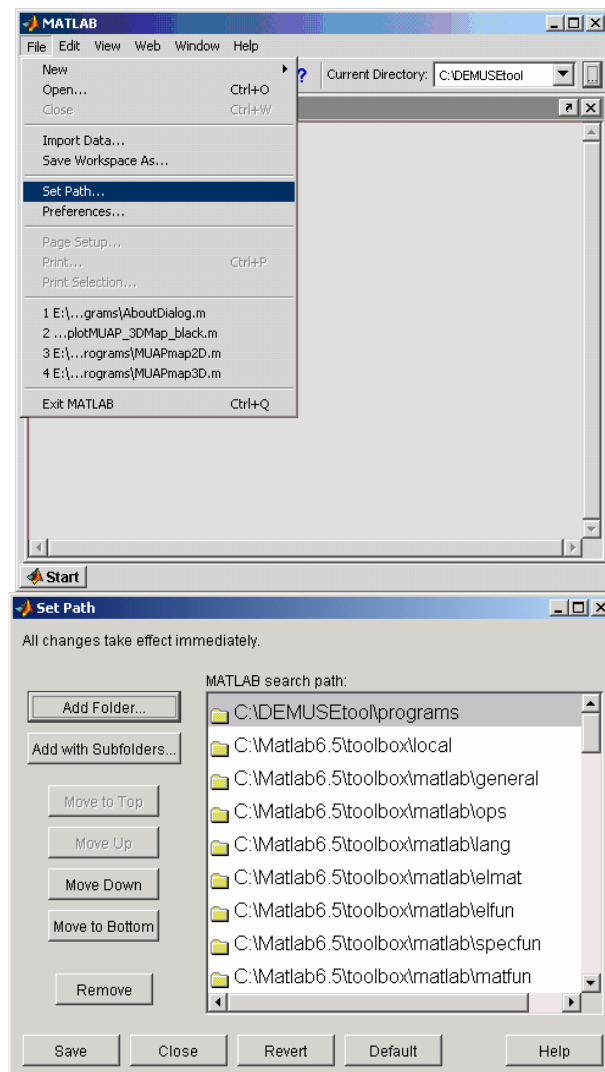 MATLAB
File Edit View Web Window Help
New
? Current Directory: C:\DEMUSEtool
Open... Ctrl+O
Close Ctrl+W
Import Data...
Save Workspace As...
Set Path...
Preferences...
Page Setup...
Print... Ctrl+P
Print Selection...
1 E:\...grams\AboutDialog.m
2 ...plotMUAP_3DMap_black.m
3 E:\...rograms\MUAPmap2D.m
4 E:\...rograms\MUAPmap3D.m
Exit MATLAB Ctrl+Q
Start
Set Path
All changes take effect immediately.
MATLAB search path:
Add Folder...
Add with Subfolders...
Move to Top
Move Up
Move Down
Move to Bottom
Remove
C:\DEMUSEtool\programs
C:\Matlab6.5\toolbox\local
C:\Matlab6.5\toolbox\matlab\general
C:\Matlab6.5\toolbox\matlab\ops
C:\Matlab6.5\toolbox\matlab\lang
C:\Matlab6.5\toolbox\matlab\elmat
C:\Matlab6.5\toolbox\matlab\elfun
C:\Matlab6.5\toolbox\matlab\specfun
C:\Matlab6.5\toolbox\matlab\matfun
Save Close Revert Default Help